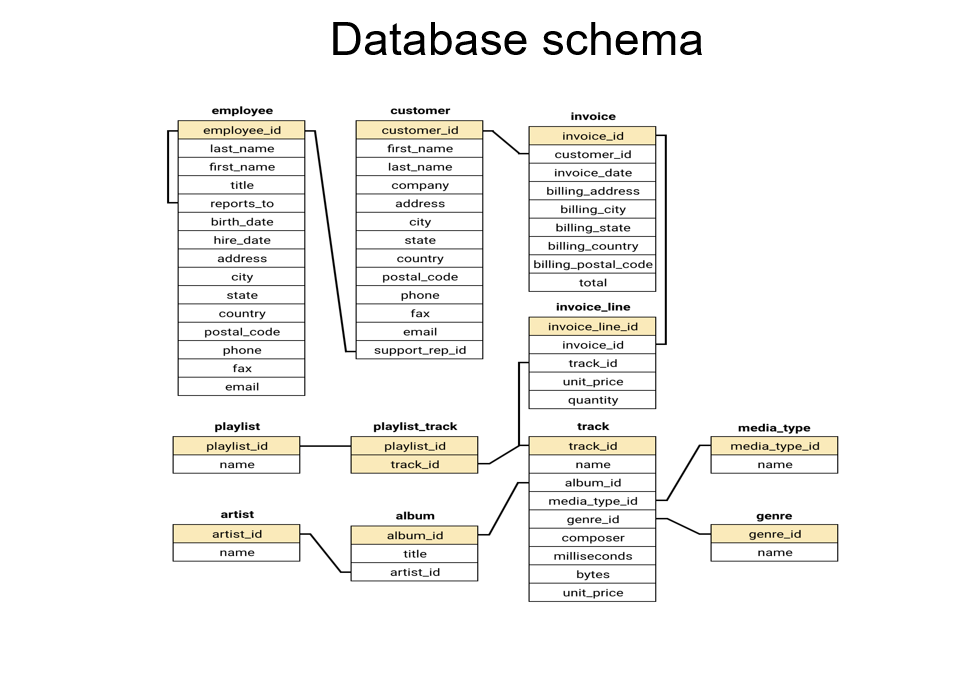 Database schema
employee
employee_id
last_name
first_name
title
reports_to
birth_date
hire_date
address
city
state
country
postal_code
phone
fax
email
customer
customer_id
first_name
last_name
company
address
city
state
country
postal_code
phone
fax
email
support_rep_id
invoice
invoice_id
customer_id
invoice_date
billing_address
billing_city
billing_state
billing_country
billing_postal_code
total
invoice_line
invoice_line_id
invoice_id
track_id
unit_price
quantity
playlist
playlist_id
name
playlist_track
playlist_id
track_id
track
track_id
name
album_id
media_type_id
genre_id
composer
milliseconds
bytes
unit_price
media_type
media_type_id
name
artist
artist_id
name
album
album_id
title
artist_id
genre
genre_id
name